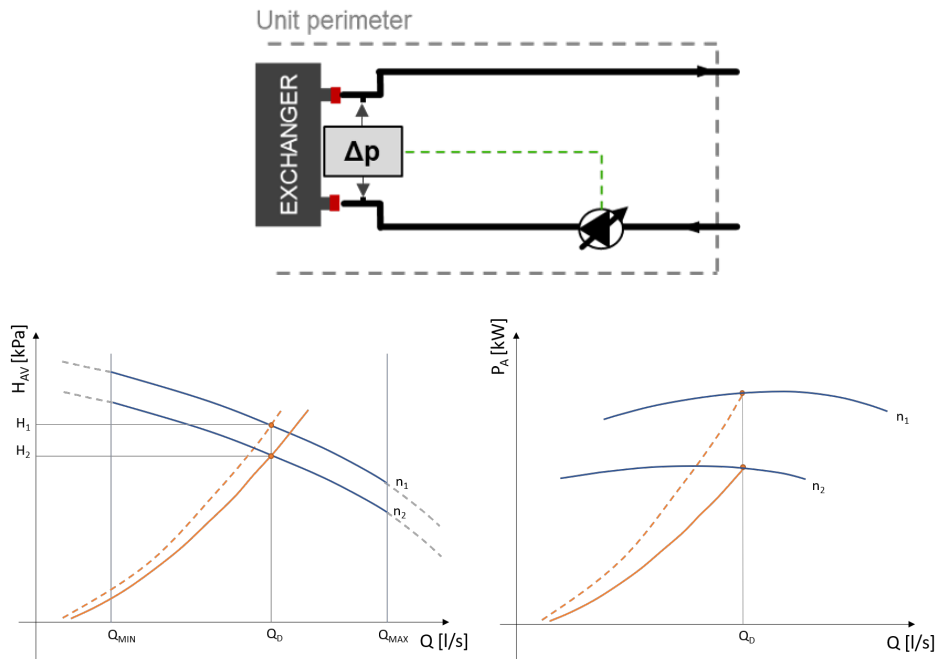 Unit perimeter
EXCHANGER
Δp
H_AV [kPa]
H₁
H₂
n₁
n₂
Q_MIN
Q_D
Q_MAX
Q [l/s]
P_A [kW]
n₁
n₂
Q_D
Q [l/s]